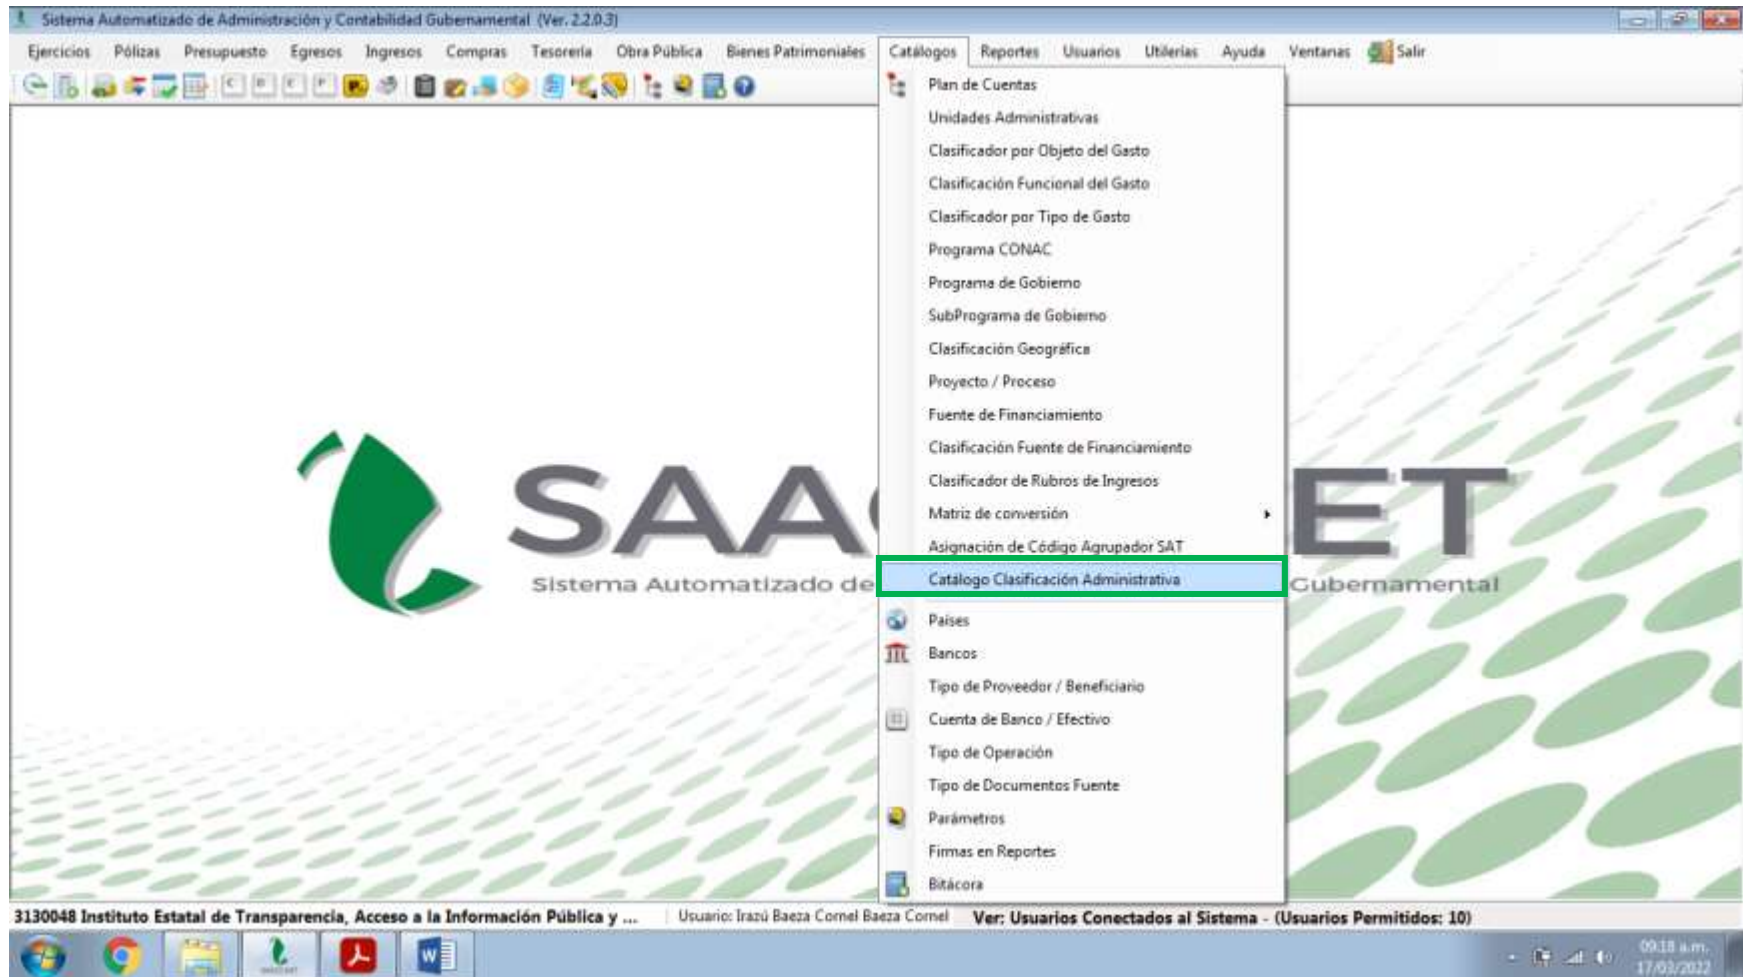 Sistema Automatizado de Administración y Contabilidad Gubernamental (Ver. 2.2.0.3)
Ejercicios Pólizas Presupuesto Egresos Ingresos Compras Tesorería Obra Pública Bienes Patrimoniales Catálogos Reportes Usuarios Utilerías Ayuda Ventanas Salir
Plan de Cuentas
Unidades Administrativas
Clasificador por Objeto del Gasto
Clasificación Funcional del Gasto
Clasificador por Tipo de Gasto
Programa CONAC
Programa de Gobierno
SubPrograma de Gobierno
Clasificación Geográfica
Proyecto / Proceso
Fuente de Financiamiento
Clasificación Fuente de Financiamiento
Clasificador de Rubros de Ingresos
Matriz de conversión
Asignación de Código Agrupador SAT
Catálogo Clasificación Administrativa
Países
Bancos
Tipo de Proveedor / Beneficiario
Cuenta de Banco / Efectivo
Tipo de Operación
Tipo de Documentos Fuente
Parámetros
Firmas en Reportes
Bitácora
SAA ET
Sistema Automatizado de Gubernamental
3130048 Instituto Estatal de Transparencia, Acceso a la Información Pública y ... Usuario: Irazú Baeza Cornel Baeza Cornel Ver: Usuarios Conectados al Sistema - (Usuarios Permitidos: 10)
09:18 a.m.
17/03/2022